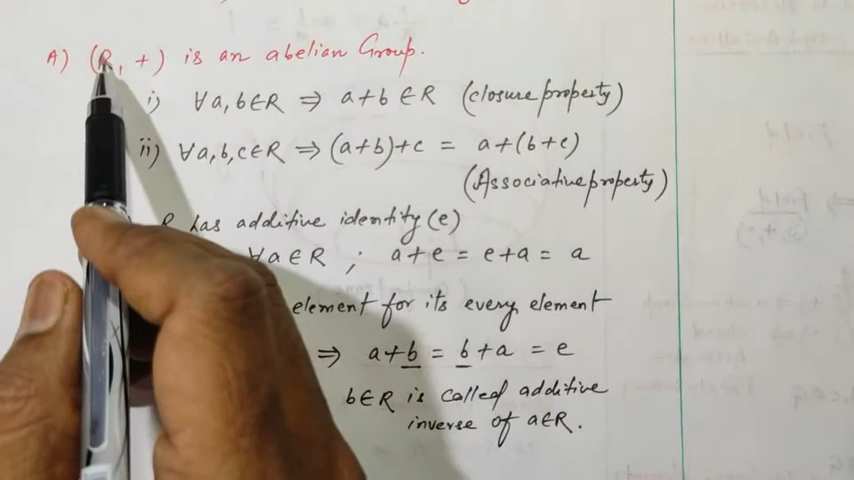 A) (R, +) is an abelian Group.
i) ∀a,b∈R ⇒ a+b ∈R (closure property)
ii) ∀a,b,c∈R ⇒ (a+b)+c = a+(b+c)
(Associative property)
R has additive identity (e)
∀a∈R ; a+e = e+a = a
element for its every element
⇒ a+b = b+a = e
b∈R is called additive
inverse of a∈R.